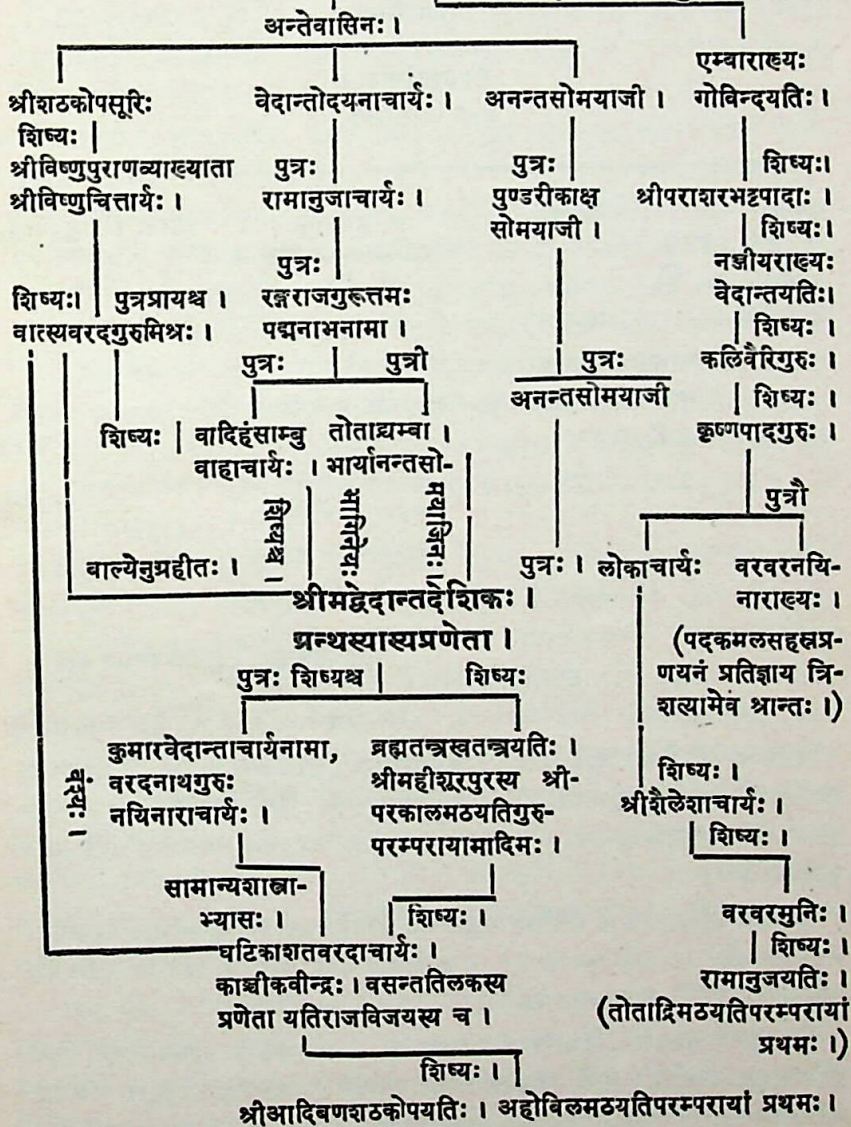 अन्तेवासिनः ।
एम्बाराख्यः
श्रीशठकोपसूरिः वेदान्तोदयनाचार्यः । अनन्तसोमयाजी । गोविन्दयतिः ।
शिष्यः
श्रीविष्णुपुराणव्याख्याता पुत्रः पुत्रः शिष्यः।
श्रीविष्णुचित्तार्यः । रामानुजाचार्यः । पुण्डरीकाक्ष श्रीपराशरभट्टपादाः ।
सोमयाजी । शिष्यः।
पुत्रः नञ्जीयराख्यः
शिष्यः। पुत्रप्रायश्च । रङ्गराजगुरूत्तमः वेदान्तयतिः।
वात्स्यवरदगुरुमिश्रः । पद्मनाभनामा । शिष्यः ।
पुत्रः पुत्री पुत्रः कलिवैरिगुरुः ।
अनन्तसोमयाजी शिष्यः ।
शिष्यः वादिहंसाम्बु तोताद्र्यम्बा । कृष्णपादगुरुः ।
वाहाचार्यः । भार्यानन्तसो-
शिष्यश्च । भागिनेयः मयाजिनः । पुत्रौ
वाल्येनुग्रहीतः । पुत्रः । लोकाचार्यः वरवरनयि-
श्रीमद्वेदान्तदेशिकः । नाराख्यः ।
ग्रन्थस्यास्यप्रणेता । (पदकमलसहस्रप्र-
पुत्रः शिष्यश्च शिष्यः णयनं प्रतिज्ञाय त्रि-
शत्यामेव श्रान्तः ।)
कुमारवेदान्ताचार्यनामा, ब्रह्मतन्त्रस्वतन्त्रयतिः ।
वरदनाथगुरुः श्रीमहीशूरपुरस्य श्री- शिष्यः ।
वंश्यः । नयिनाराचार्यः । परकालमठयतिगुरु- श्रीशैलेशाचार्यः ।
परम्परायामादिमः । शिष्यः ।
सामान्यशास्त्रा-
भ्यासः । शिष्यः । वरवरमुनिः ।
घटिकाशतवरदाचार्यः । शिष्यः ।
काञ्चीकवीन्द्रः । वसन्ततिलकस्य रामानुजयतिः ।
प्रणेता यतिराजविजयस्य च । (तोताद्रिमठयतिपरम्परायां
प्रथमः ।)
शिष्यः ।
श्रीआदिवणशठकोपयतिः । अहोबिलमठयतिपरम्परायां प्रथमः ।